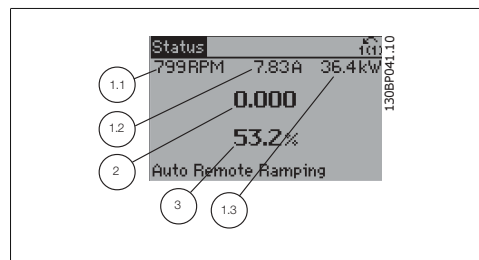 Status
1(1)
799RPM 7.83A 36.4kW
0.000
53.2%
Auto Remote Ramping
1.1
1.2
2
3
1.3
130BP041.10